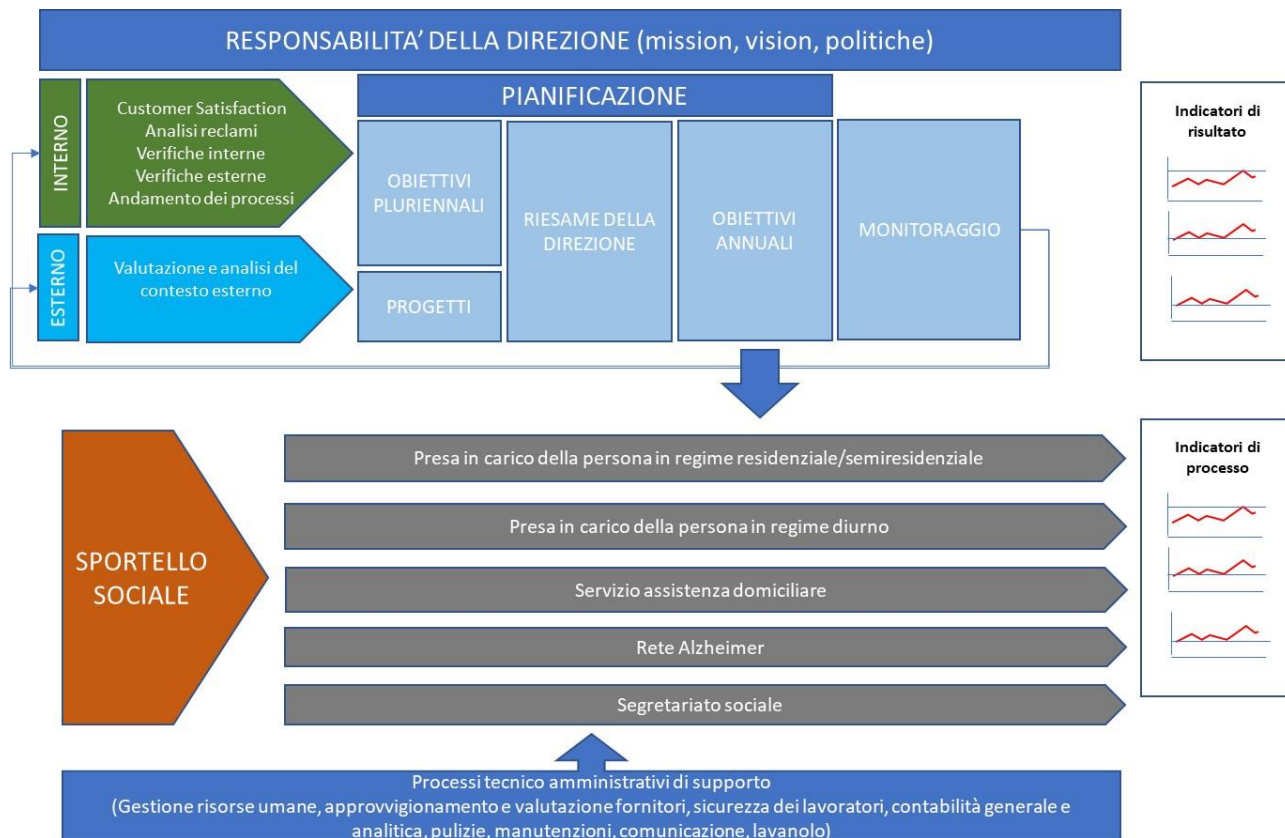 RESPONSABILITA' DELLA DIREZIONE (mission, vision, politiche)
INTERNO
Customer Satisfaction
Analisi reclami
Verifiche interne
Verifiche esterne
Andamento dei processi
ESTERNO
Valutazione e analisi del
contesto esterno
PIANIFICAZIONE
OBIETTIVI
PLURIENNALI
PROGETTI
RIESAME DELLA
DIREZIONE
OBIETTIVI
ANNUALI
MONITORAGGIO
Indicatori di
risultato
SPORTELLO
SOCIALE
Presa in carico della persona in regime residenziale/semiresidenziale
Presa in carico della persona in regime diurno
Servizio assistenza domiciliare
Rete Alzheimer
Segretariato sociale
Indicatori di
processo
Processi tecnico amministrativi di supporto
(Gestione risorse umane, approvvigionamento e valutazione fornitori, sicurezza dei lavoratori, contabilità generale e
analitica, pulizie, manutenzioni, comunicazione, lavanolo)